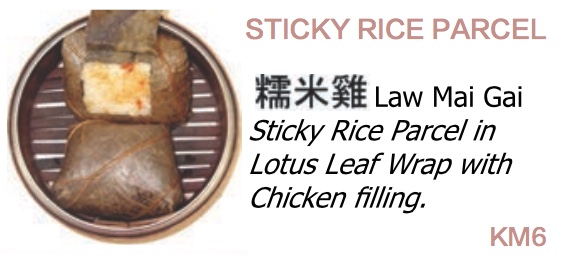 STICKY RICE PARCEL
糯米雞 Law Mai Gai
Sticky Rice Parcel in
Lotus Leaf Wrap with
Chicken filling.
KM6